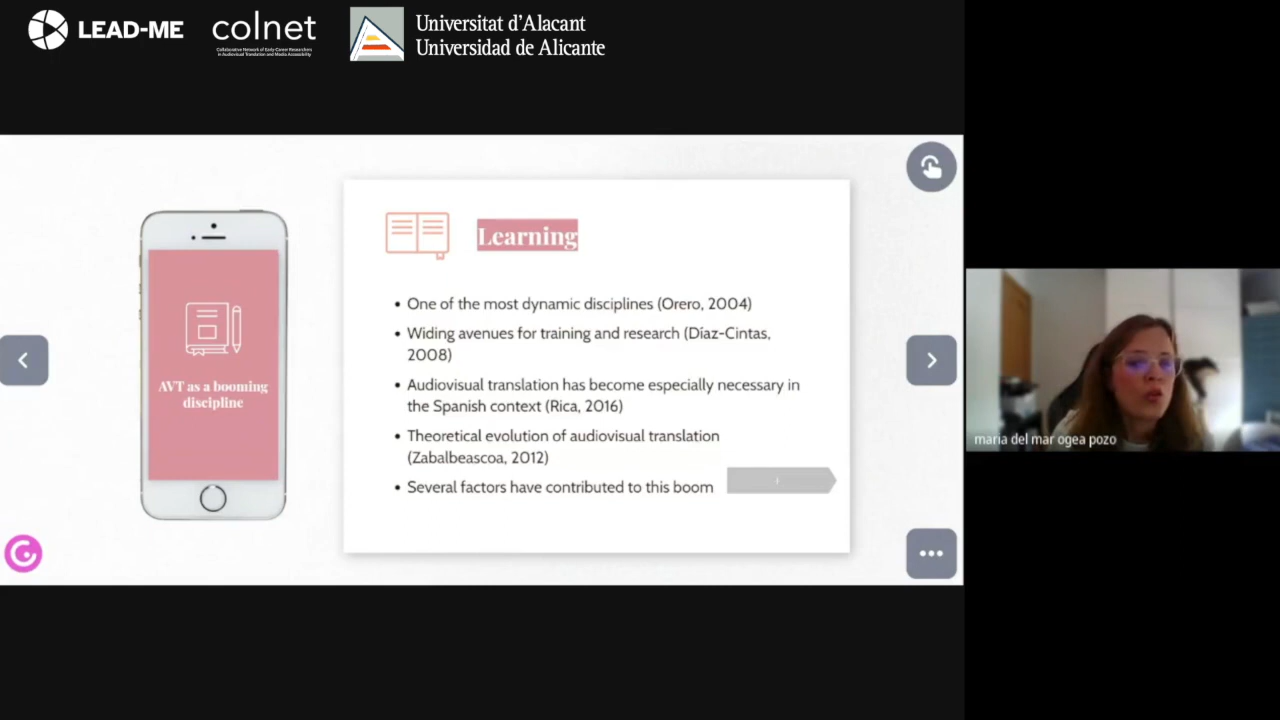 LEAD-ME
colnet
Collaborative Network of Early-Career Researchers
in Audiovisual Translation and Media Accessibility
Universitat d'Alacant
Universidad de Alicante
AVT as a booming
discipline
Learning
• One of the most dynamic disciplines (Orero, 2004)
• Widing avenues for training and research (Díaz-Cintas,
2008)
• Audiovisual translation has become especially necessary in
the Spanish context (Rica, 2016)
• Theoretical evolution of audiovisual translation
(Zabalbeascoa, 2012)
• Several factors have contributed to this boom
maria del mar ogea pozo